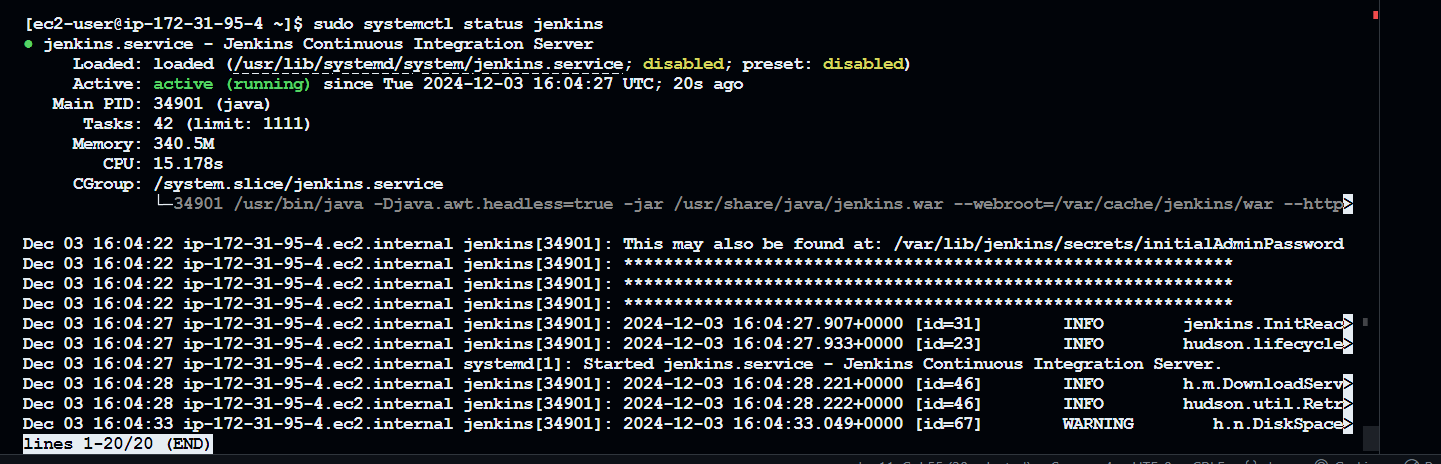 [ec2-user@ip-172-31-95-4 ~]$ sudo systemctl status jenkins
● jenkins.service - Jenkins Continuous Integration Server
     Loaded: loaded (/usr/lib/systemd/system/jenkins.service; disabled; preset: disabled)
     Active: active (running) since Tue 2024-12-03 16:04:27 UTC; 20s ago
   Main PID: 34901 (java)
      Tasks: 42 (limit: 1111)
     Memory: 340.5M
        CPU: 15.178s
     CGroup: /system.slice/jenkins.service
             └─34901 /usr/bin/java -Djava.awt.headless=true -jar /usr/share/java/jenkins.war --webroot=/var/cache/jenkins/war --http>
Dec 03 16:04:22 ip-172-31-95-4.ec2.internal jenkins[34901]: This may also be found at: /var/lib/jenkins/secrets/initialAdminPassword
Dec 03 16:04:22 ip-172-31-95-4.ec2.internal jenkins[34901]: *************************************************************
Dec 03 16:04:22 ip-172-31-95-4.ec2.internal jenkins[34901]: *************************************************************
Dec 03 16:04:22 ip-172-31-95-4.ec2.internal jenkins[34901]: *************************************************************
Dec 03 16:04:27 ip-172-31-95-4.ec2.internal jenkins[34901]: 2024-12-03 16:04:27.907+0000 [id=31]        INFO        jenkins.InitReac>
Dec 03 16:04:27 ip-172-31-95-4.ec2.internal jenkins[34901]: 2024-12-03 16:04:27.933+0000 [id=23]        INFO        hudson.lifecycle>
Dec 03 16:04:27 ip-172-31-95-4.ec2.internal systemd[1]: Started jenkins.service - Jenkins Continuous Integration Server.
Dec 03 16:04:28 ip-172-31-95-4.ec2.internal jenkins[34901]: 2024-12-03 16:04:28.221+0000 [id=46]        INFO        h.m.DownloadServ>
Dec 03 16:04:28 ip-172-31-95-4.ec2.internal jenkins[34901]: 2024-12-03 16:04:28.222+0000 [id=46]        INFO        hudson.util.Retr>
Dec 03 16:04:33 ip-172-31-95-4.ec2.internal jenkins[34901]: 2024-12-03 16:04:33.049+0000 [id=67]        WARNING        h.n.DiskSpace>
lines 1-20/20 (END)